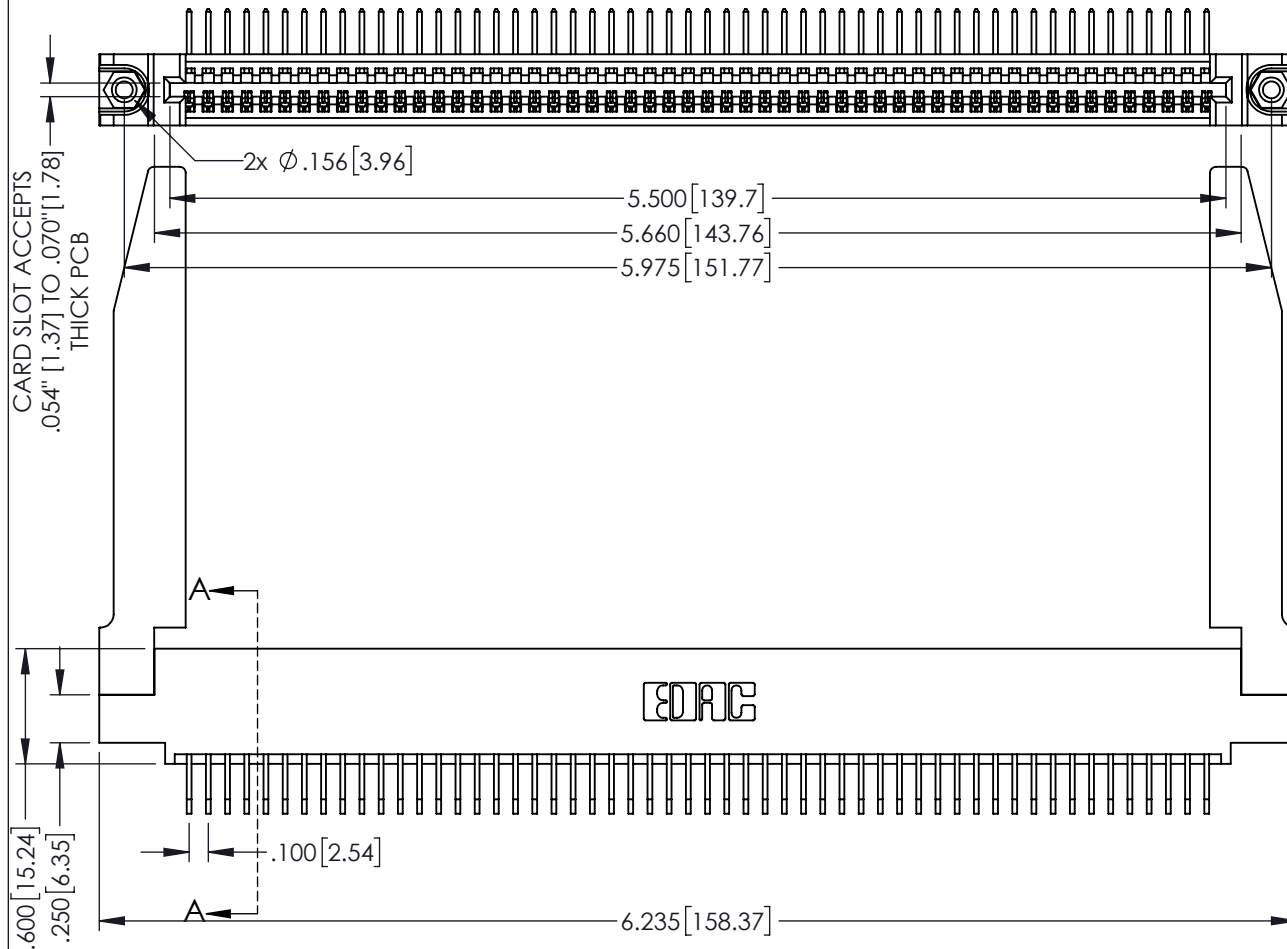 2x ∅ .156[3.96]
CARD SLOT ACCEPTS
.054" [1.37] TO .070"[1.78]
THICK PCB
5.500[139.7]
5.660[143.76]
5.975[151.77]
A
EDAC
.600[15.24]
.250[6.35]
.100[2.54]
A
6.235[158.37]